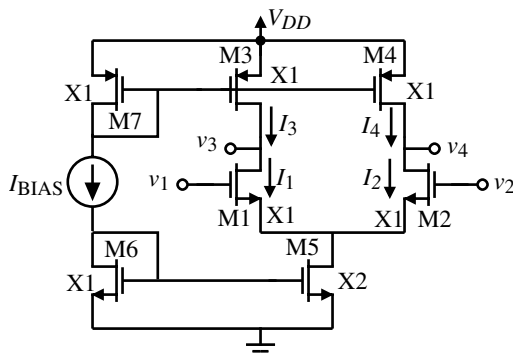 V_DD
M3
M4
X1
X1
X1
M7
I_3
I_4
v_3
v_4
I_BIAS
v_1
I_1
I_2
v_2
M1
X1
X1
M2
M6
M5
X1
X2